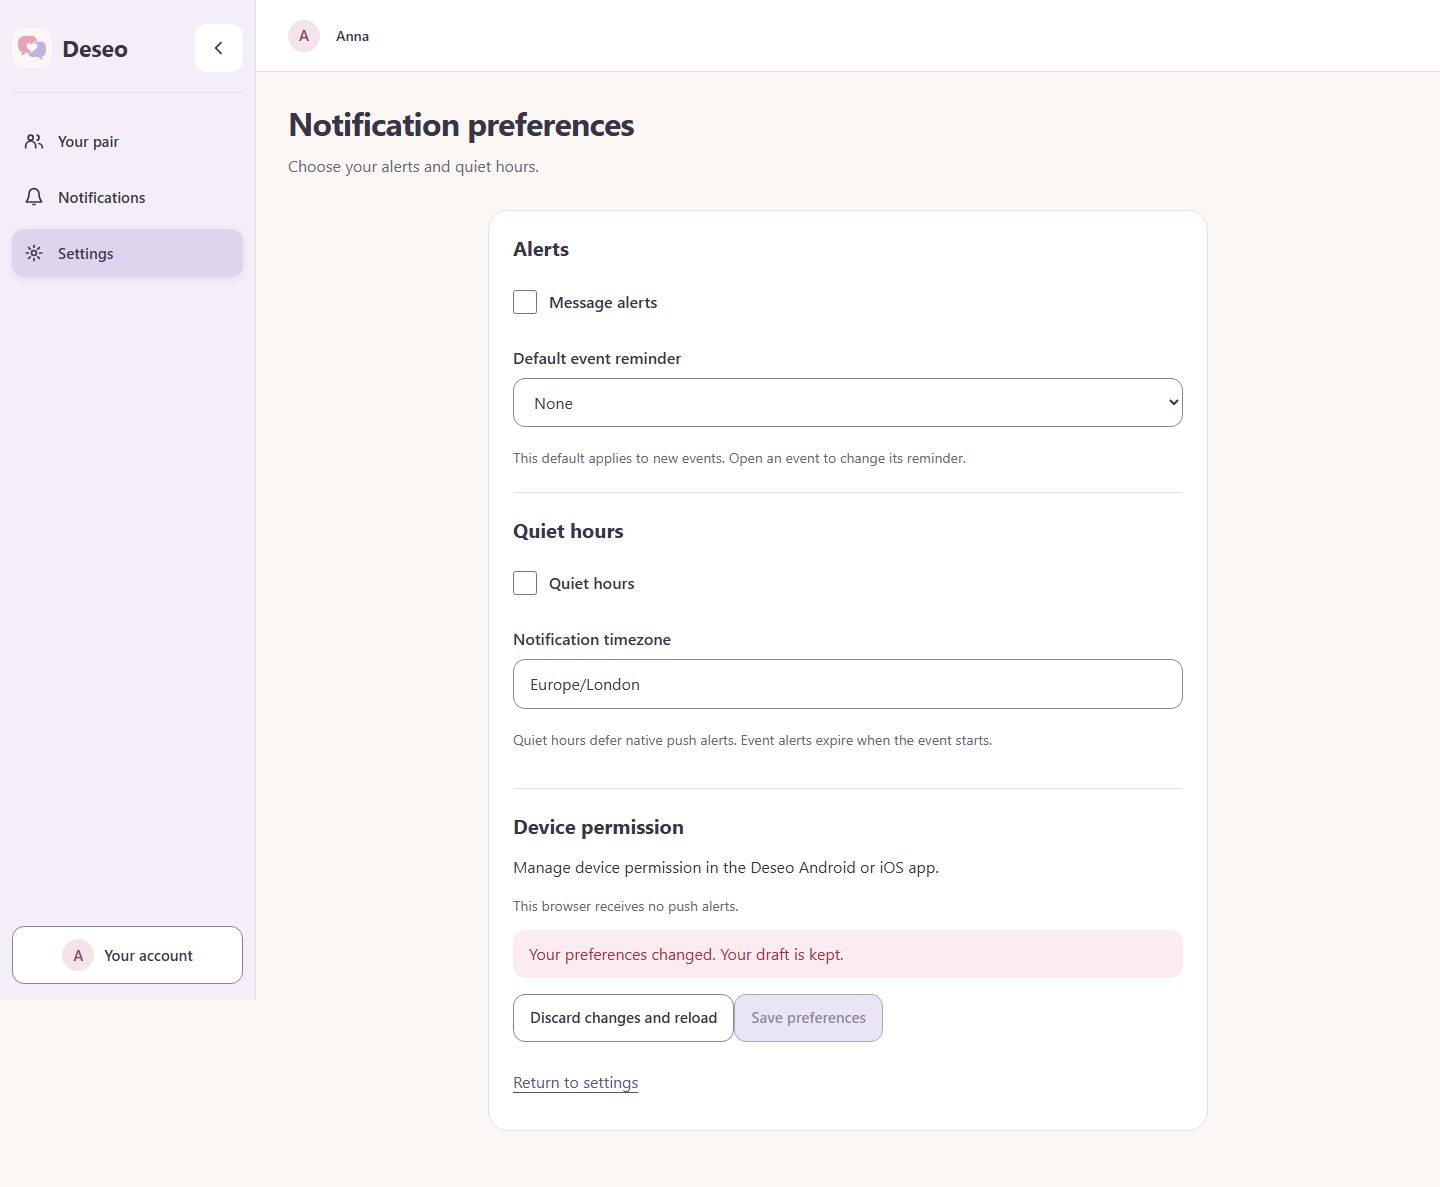 Deseo
A
Anna
Your pair
Notifications
Settings
Notification preferences
Choose your alerts and quiet hours.
Alerts
Message alerts
Default event reminder
None
This default applies to new events. Open an event to change its reminder.
Quiet hours
Quiet hours
Notification timezone
Europe/London
Quiet hours defer native push alerts. Event alerts expire when the event starts.
Device permission
Manage device permission in the Deseo Android or iOS app.
This browser receives no push alerts.
Your preferences changed. Your draft is kept.
Discard changes and reload
Save preferences
Return to settings
A
Your account